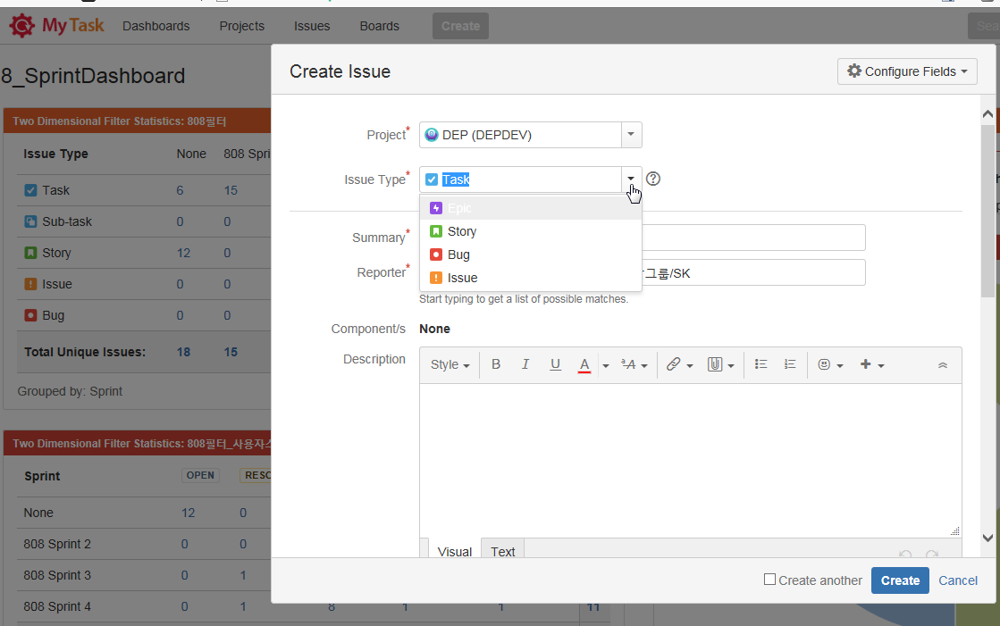 My Task Dashboards Projects Issues Boards Create Sea
8_SprintDashboard
Two Dimensional Filter Statistics: 808필터
Issue Type None 808 Spri
Task 6 15
Sub-task 0 0
Story 12 0
Issue 0 0
Bug 0 0
Total Unique Issues: 18 15
Grouped by: Sprint
Two Dimensional Filter Statistics: 808필터_사용자스
Sprint OPEN RESO
None 12 0
808 Sprint 2 0 0
808 Sprint 3 0 1
808 Sprint 4 0 1 8 1 1 11
Create Issue
Configure Fields
Project* DEP (DEPDEV)
Issue Type* Task
Epic
Story
Bug
Issue
Summary*
Reporter* 그룹/SK
Start typing to get a list of possible matches.
Component/s None
Description
Style B I U A ªA
Visual Text
Create another Create Cancel